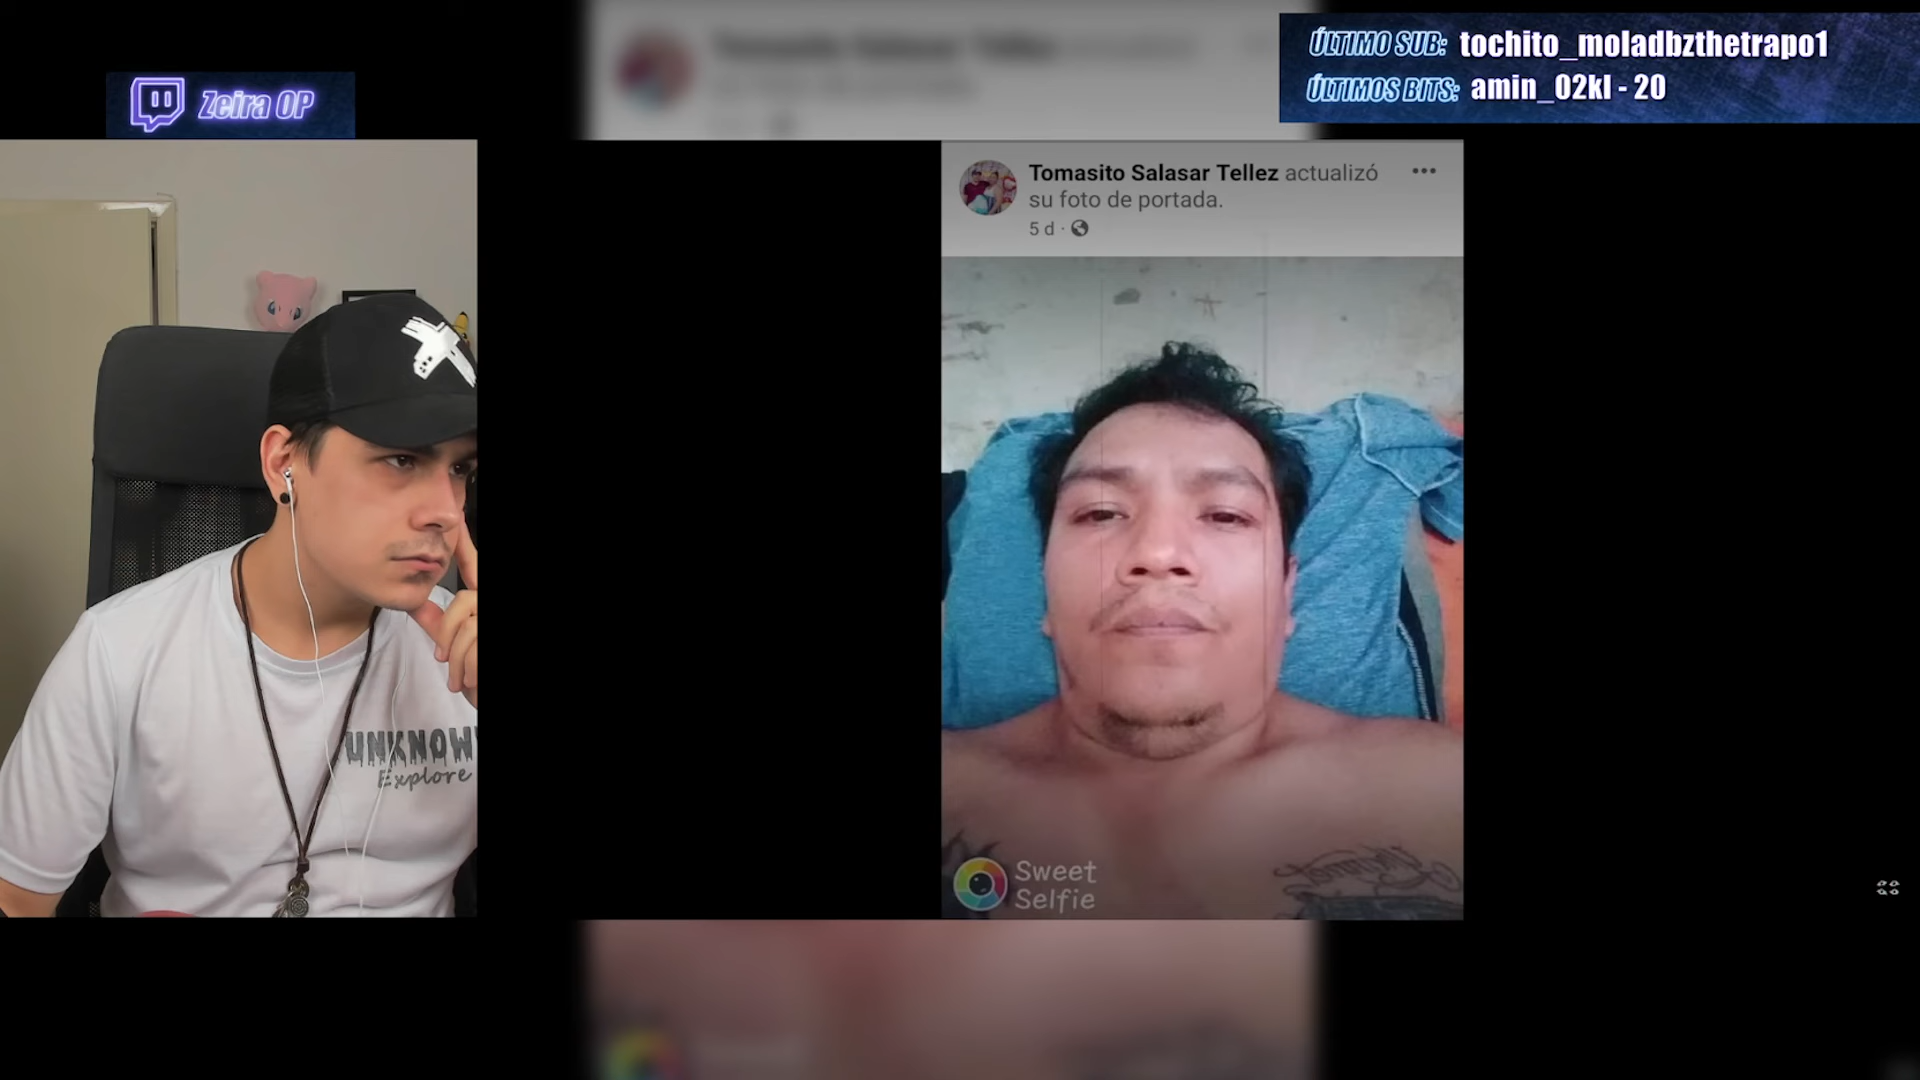 Zeira OP
ÚLTIMO SUB: tochito_moladbzthetrapo1
ÚLTIMOS BITS: amin_02kl - 20
Tomasito Salasar Tellez actualizó
su foto de portada.
5 d ·
UNKNOW
Explore
Sweet
Selfie